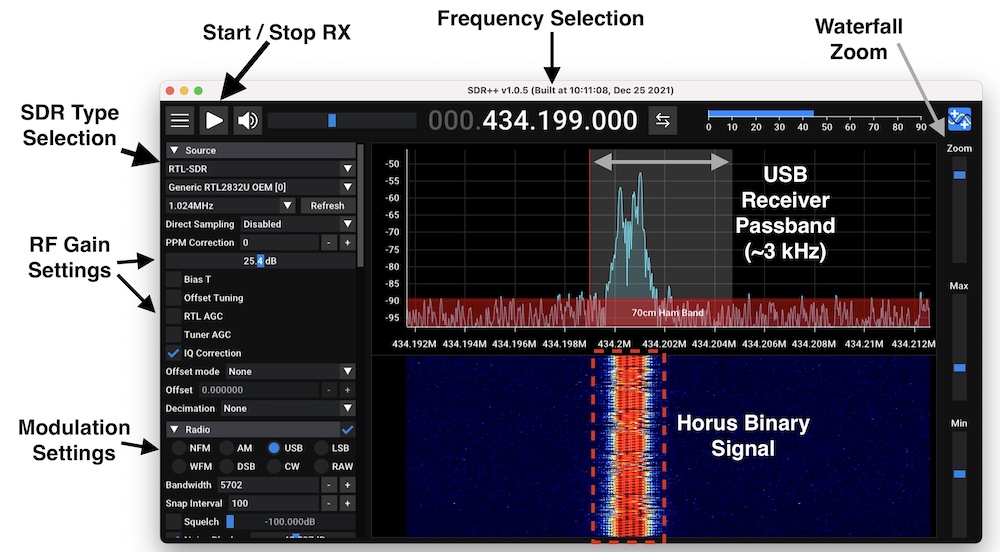 Frequency Selection
Start / Stop RX
Waterfall
Zoom
SDR++ v1.0.5 (Built at 10:11:08, Dec 25 2021)
SDR Type
Selection
000.434.199.000
0 10 20 30 40 50 60 70 80 90
Source
RTL-SDR
Generic RTL2832U OEM [0]
1.024MHz
Refresh
Direct Sampling Disabled
PPM Correction 0 - +
25.4 dB
Bias T
Offset Tuning
RTL AGC
Tuner AGC
IQ Correction
Offset mode None
Offset 0.000000 - +
Decimation None
RF Gain
Settings
Radio
NFM AM USB LSB
WFM DSB CW RAW
Bandwidth 5702 - +
Snap Interval 100 - +
Squelch -100.000dB
Modulation
Settings
-50
-55
-60
-65
-70
-75
-80
-85
-90
-95
USB
Receiver
Passband
(~3 kHz)
70cm Ham Band
434.192M 434.194M 434.196M 434.198M 434.2M 434.202M 434.204M 434.206M 434.208M 434.21M 434.212M
Horus Binary
Signal
Zoom
Max
Min